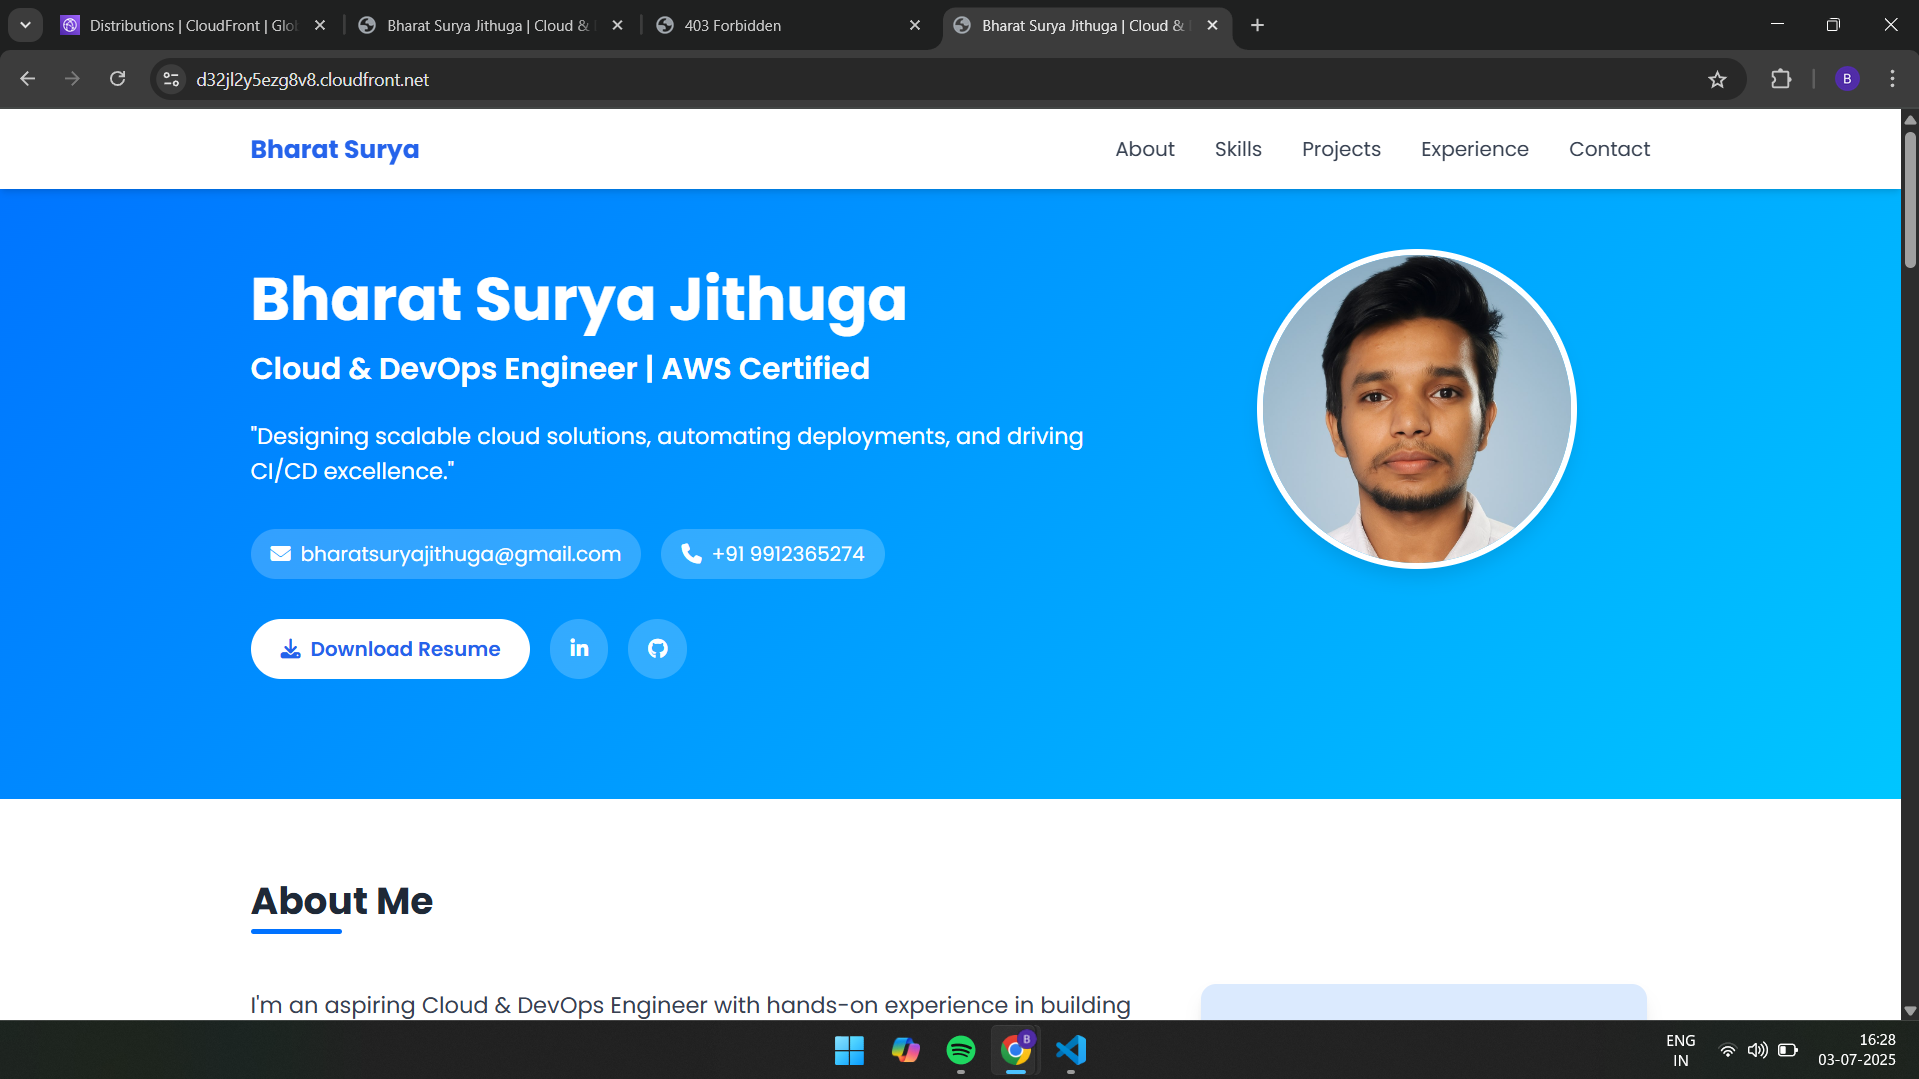 Distributions | CloudFront | Glo
Bharat Surya Jithuga | Cloud &
403 Forbidden
Bharat Surya Jithuga | Cloud &
d32jl2y5ezg8v8.cloudfront.net
B
Bharat Surya
About
Skills
Projects
Experience
Contact
Bharat Surya Jithuga
Cloud & DevOps Engineer | AWS Certified
"Designing scalable cloud solutions, automating deployments, and driving
CI/CD excellence."
bharatsuryajithuga@gmail.com
+91 9912365274
Download Resume
in
About Me
I'm an aspiring Cloud & DevOps Engineer with hands-on experience in building
B
ENG
IN
16:28
03-07-2025